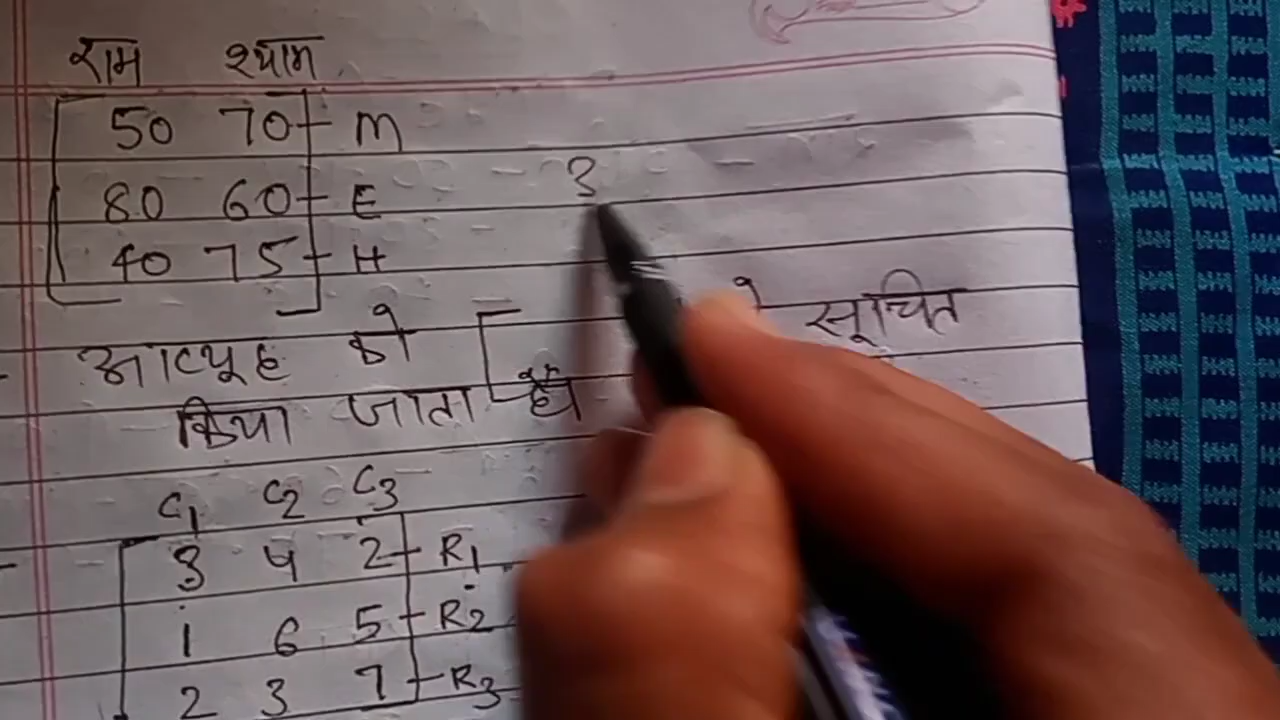 राम श्याम
50 70 M
80 60 E
40 75 H
3
आव्यूह को [ से सूचित
किया जाता है
C1 C2 C3
3 4 2 R1
1 6 5 R2
2 3 7 R3